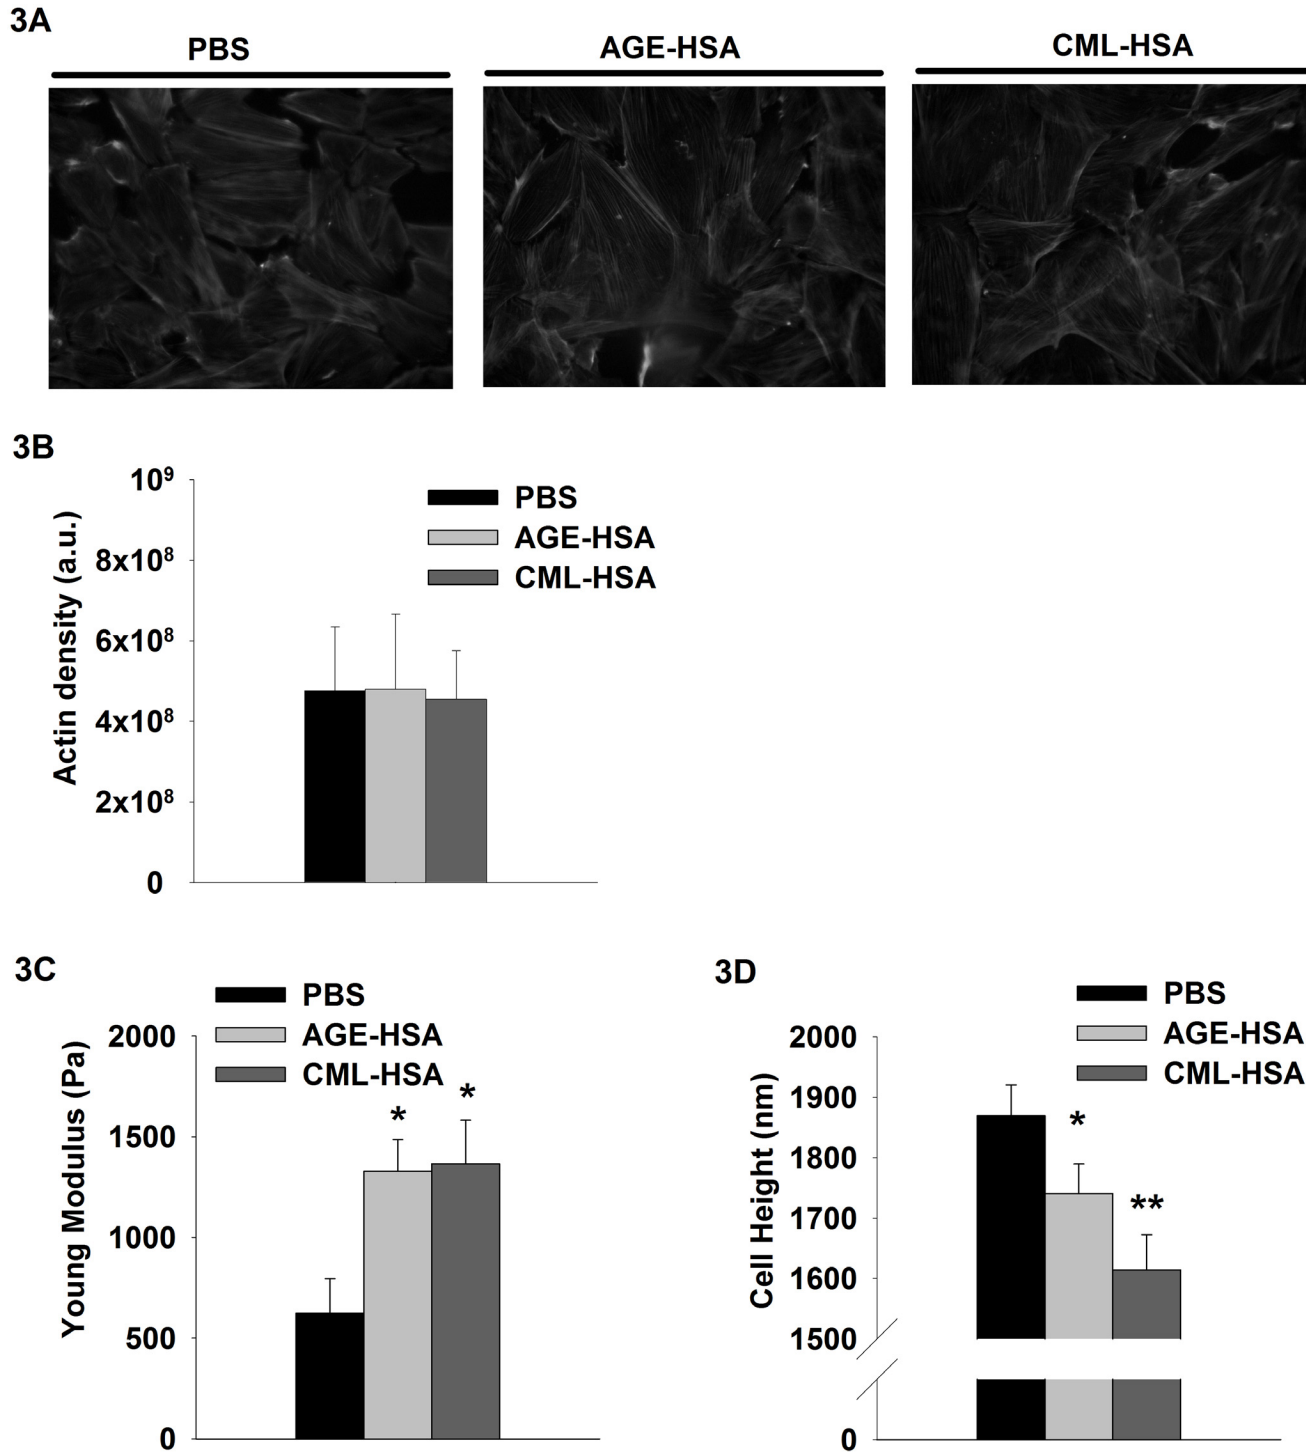 3A
PBS
AGE-HSA
CML-HSA
3B
10⁹
8x10⁸
6x10⁸
4x10⁸
2x10⁸
0
Actin density (a.u.)
PBS
AGE-HSA
CML-HSA
3C
PBS
AGE-HSA
CML-HSA
2000
1500
1000
500
0
Young Modulus (Pa)
*
*
3D
PBS
AGE-HSA
CML-HSA
2000
1900
1800
1700
1600
1500
0
Cell Height (nm)
*
**